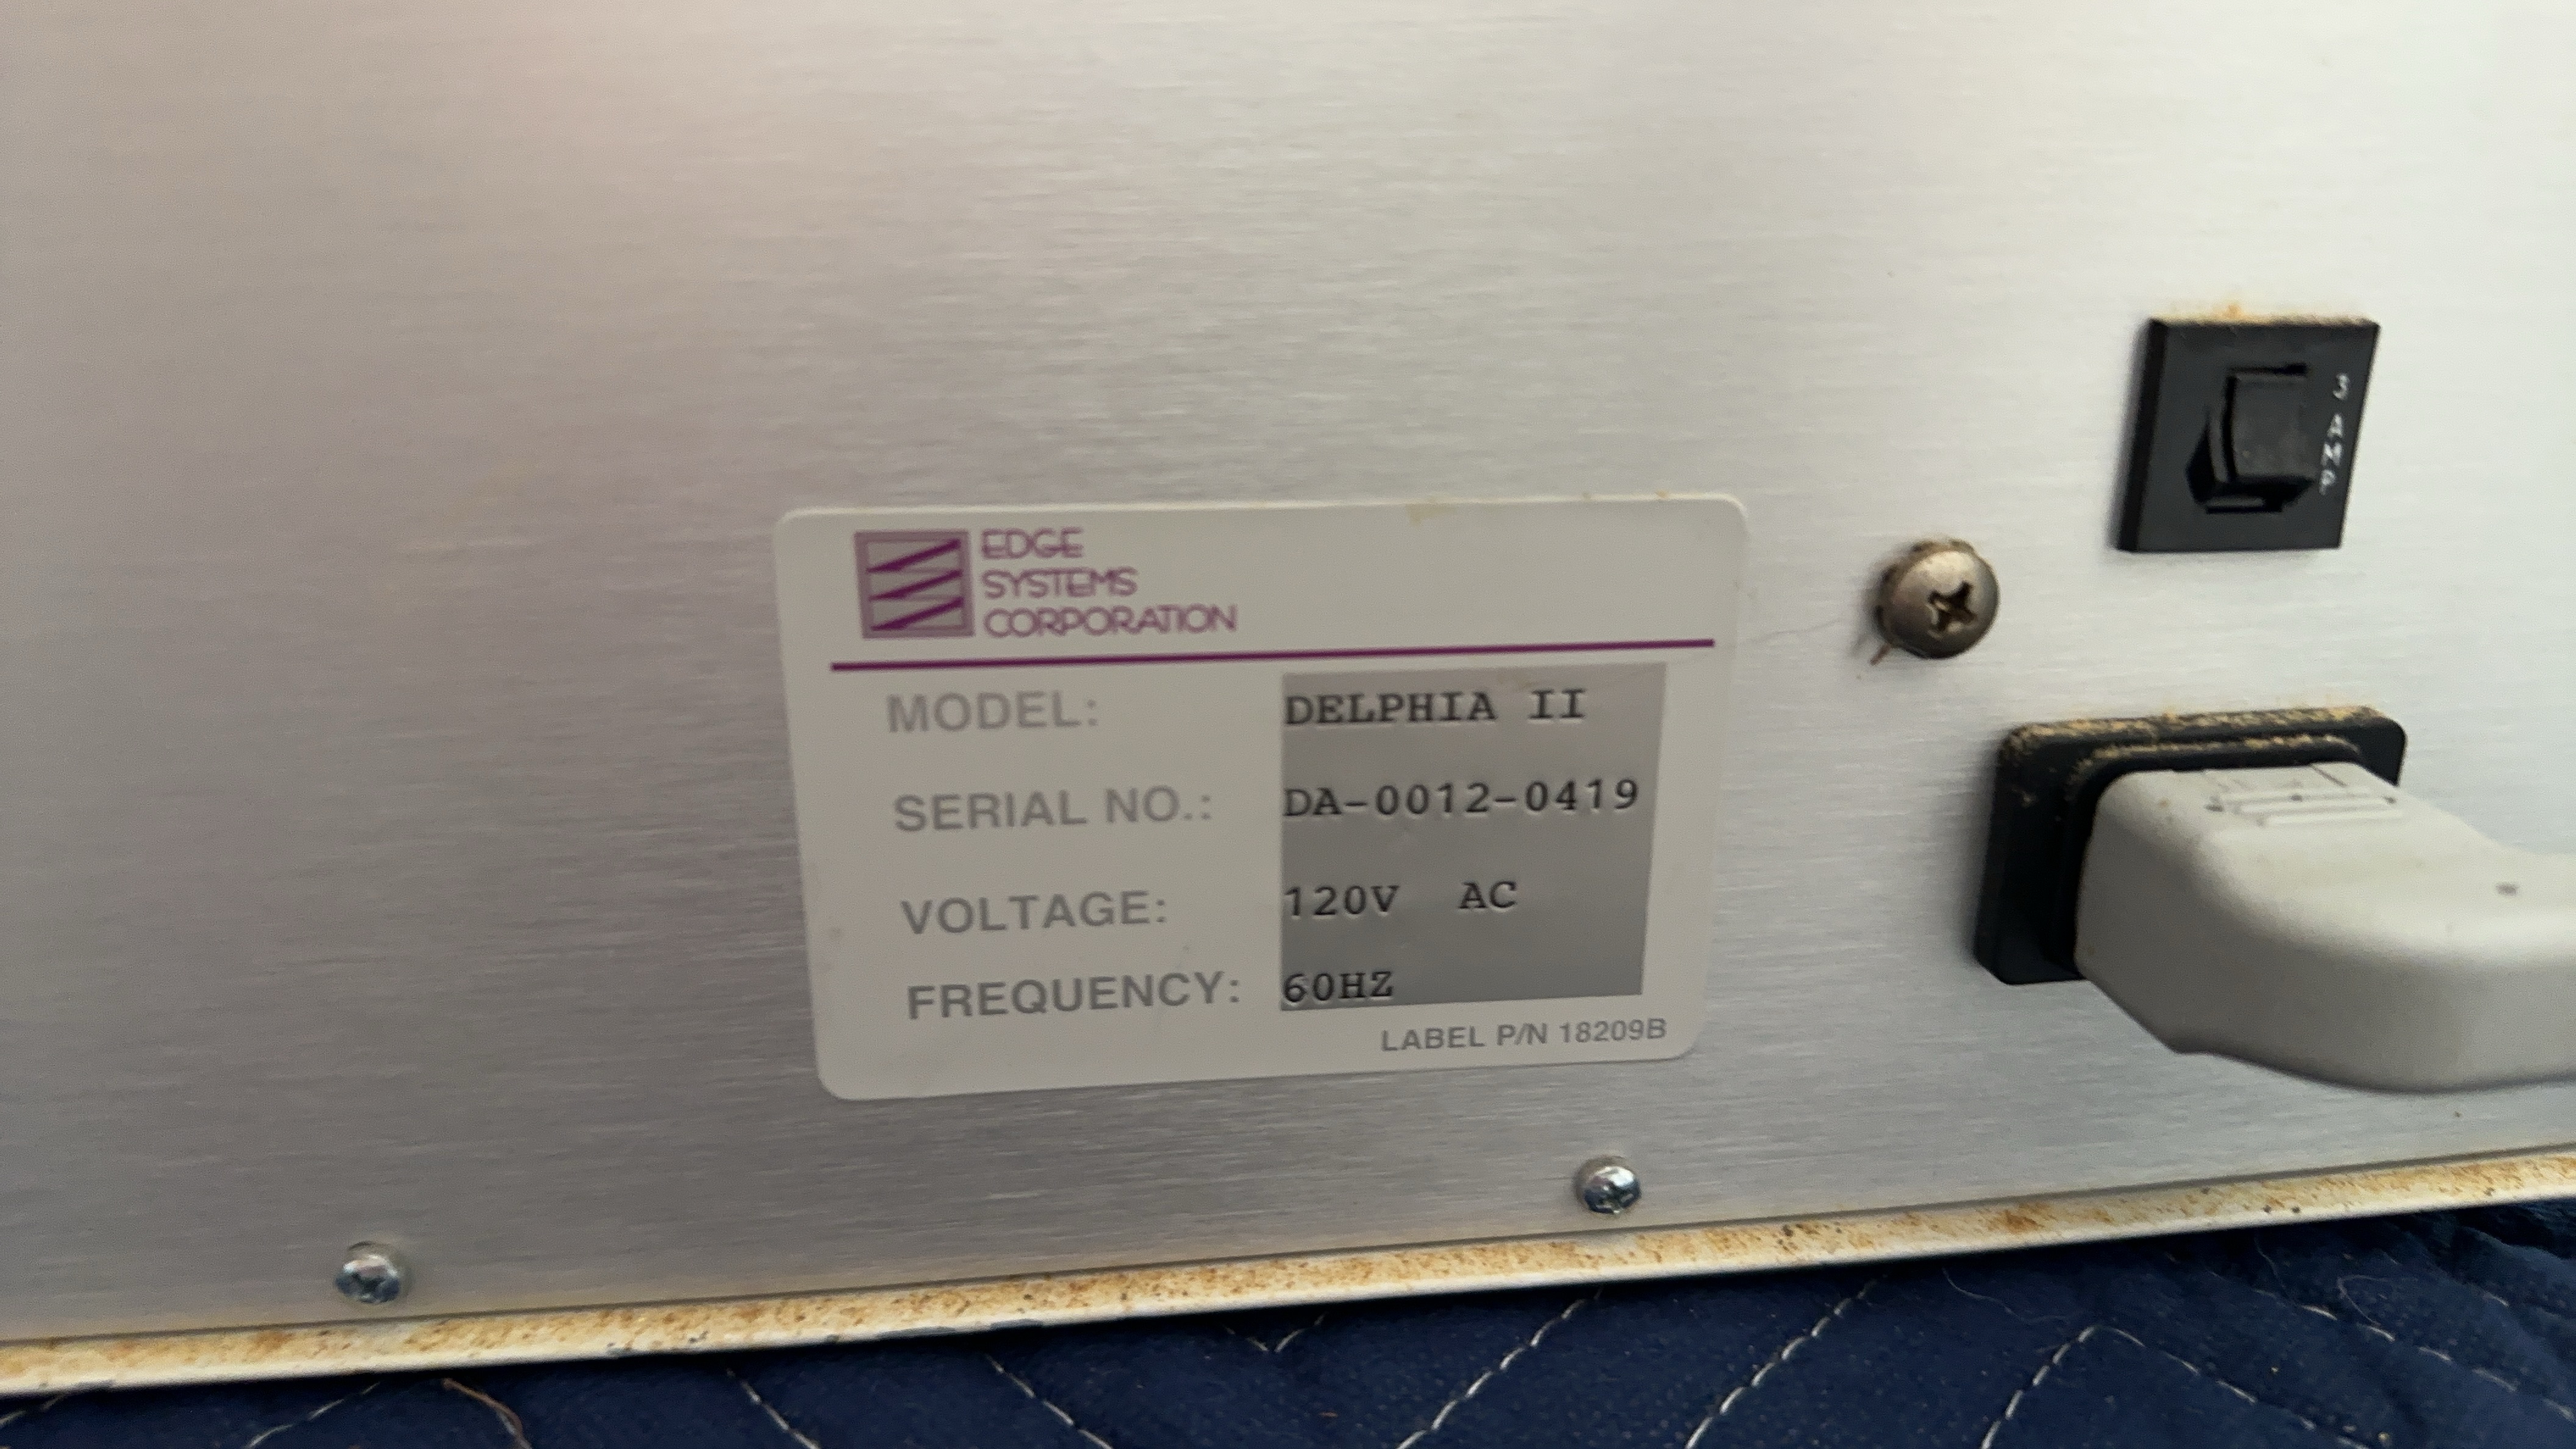 EDGE
SYSTEMS
CORPORATION
MODEL: DELPHIA II
SERIAL NO.: DA-0012-0419
VOLTAGE: 120V AC
FREQUENCY: 60HZ
LABEL P/N 18209B
3 AMP